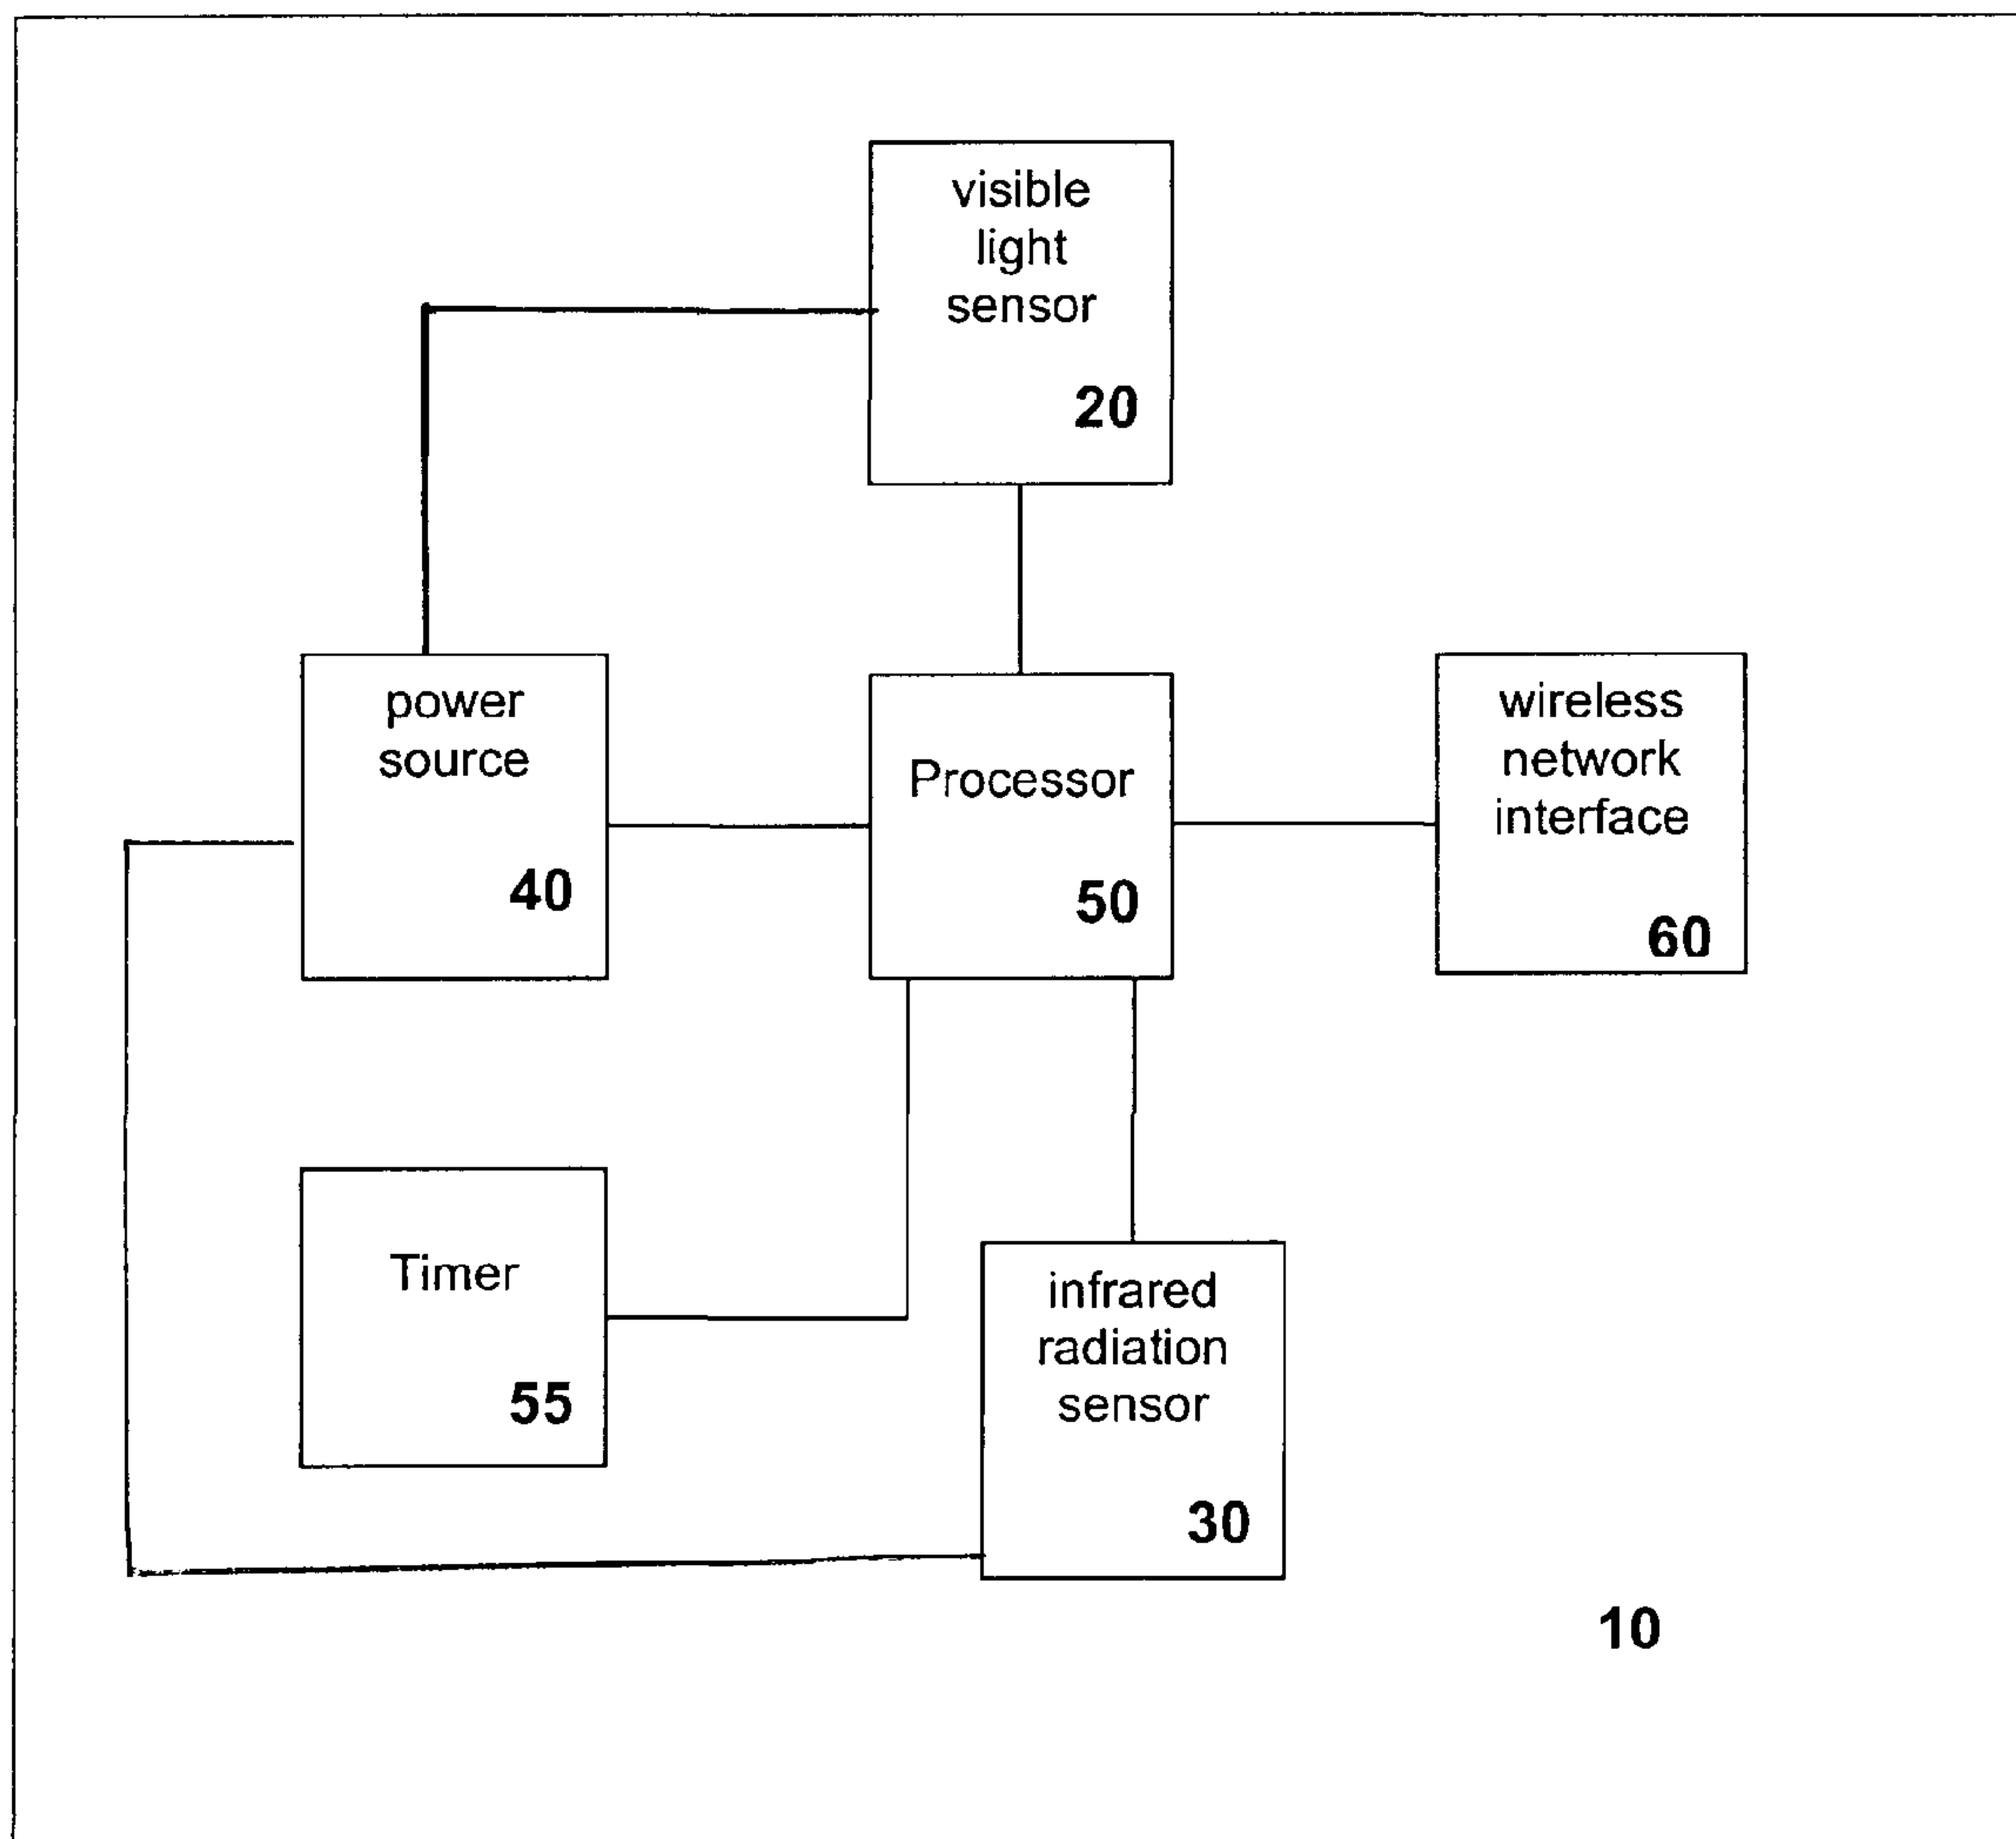 visible
light
sensor
20
power
source
40
Processor
50
wireless
network
interface
60
Timer
55
infrared
radiation
sensor
30
10